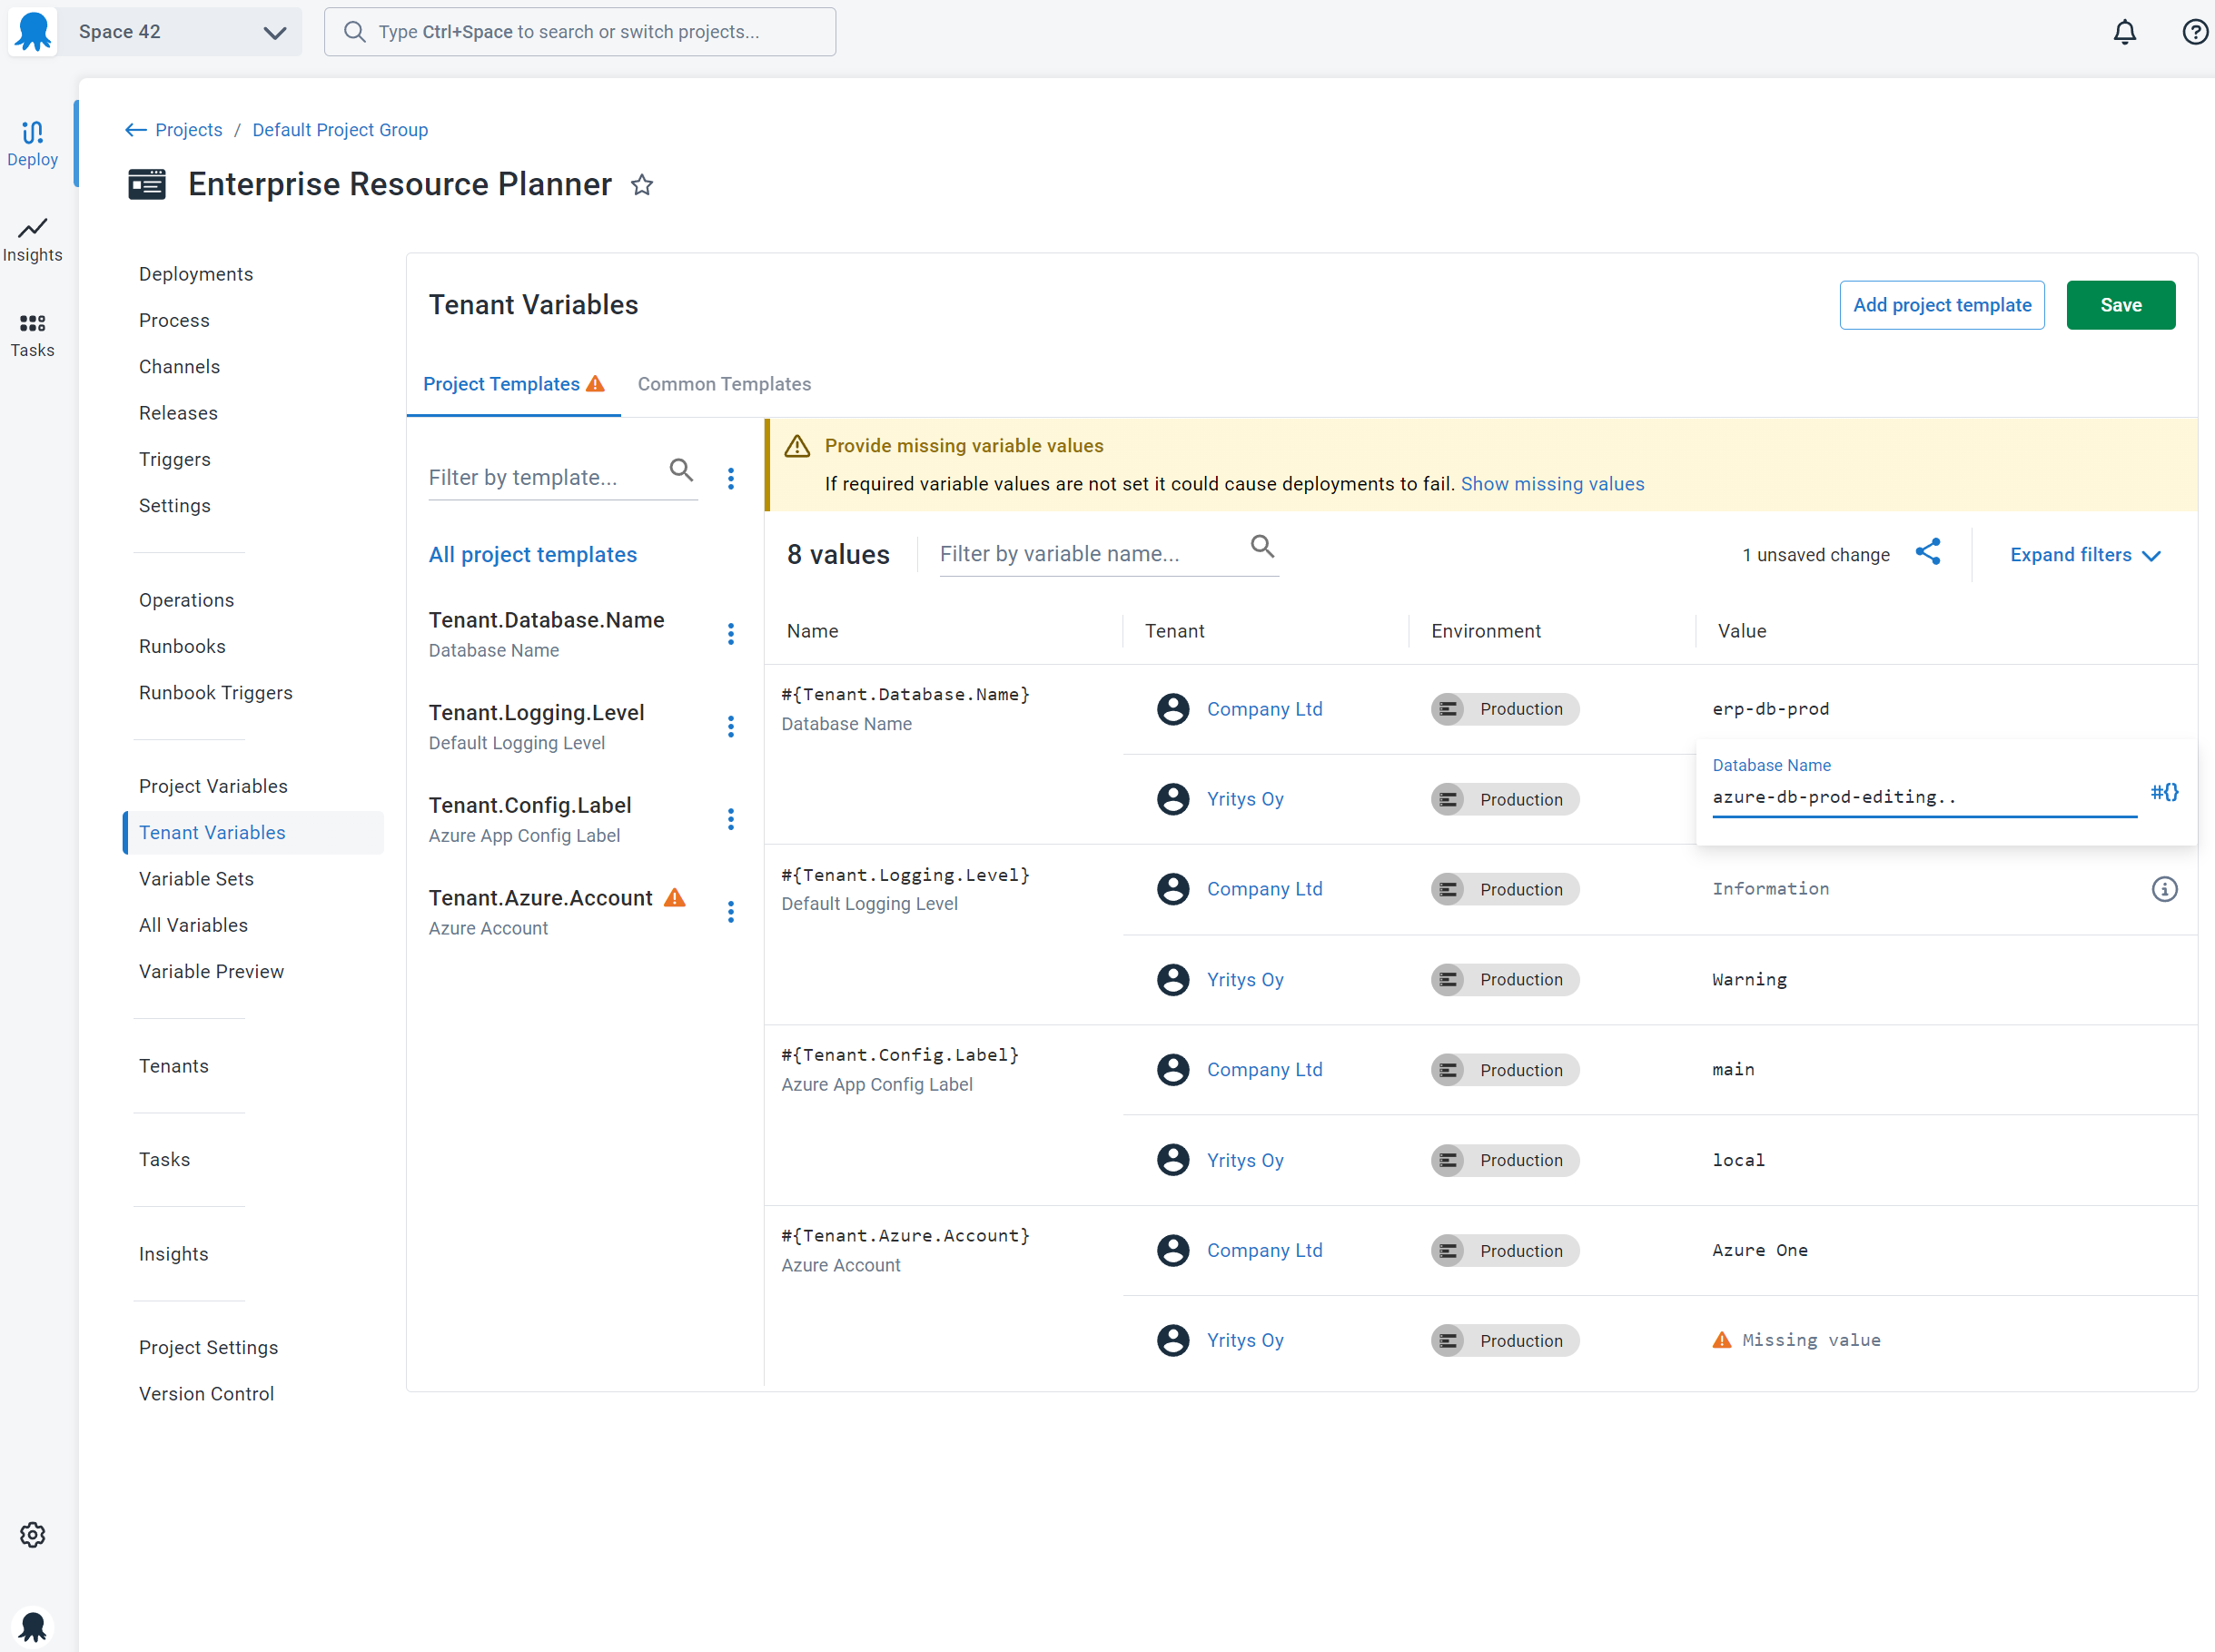 Space 42
Type Ctrl+Space to search or switch projects...
Deploy
Insights
Tasks
Projects / Default Project Group
Enterprise Resource Planner
Deployments
Process
Channels
Releases
Triggers
Settings
Operations
Runbooks
Runbook Triggers
Project Variables
Tenant Variables
Variable Sets
All Variables
Variable Preview
Tenants
Tasks
Insights
Project Settings
Version Control
Tenant Variables
Add project template
Save
Project Templates
Common Templates
Filter by template...
All project templates
Tenant.Database.Name
Database Name
Tenant.Logging.Level
Default Logging Level
Tenant.Config.Label
Azure App Config Label
Tenant.Azure.Account
Azure Account
Provide missing variable values
If required variable values are not set it could cause deployments to fail. Show missing values
8 values
Filter by variable name...
1 unsaved change
Expand filters
Name Tenant Environment Value
#{Tenant.Database.Name}
Database Name
Company Ltd Production erp-db-prod
Yritys Oy Production
Database Name
azure-db-prod-editing..
#{}
#{Tenant.Logging.Level}
Default Logging Level
Company Ltd Production Information
Yritys Oy Production Warning
#{Tenant.Config.Label}
Azure App Config Label
Company Ltd Production main
Yritys Oy Production local
#{Tenant.Azure.Account}
Azure Account
Company Ltd Production Azure One
Yritys Oy Production Missing value